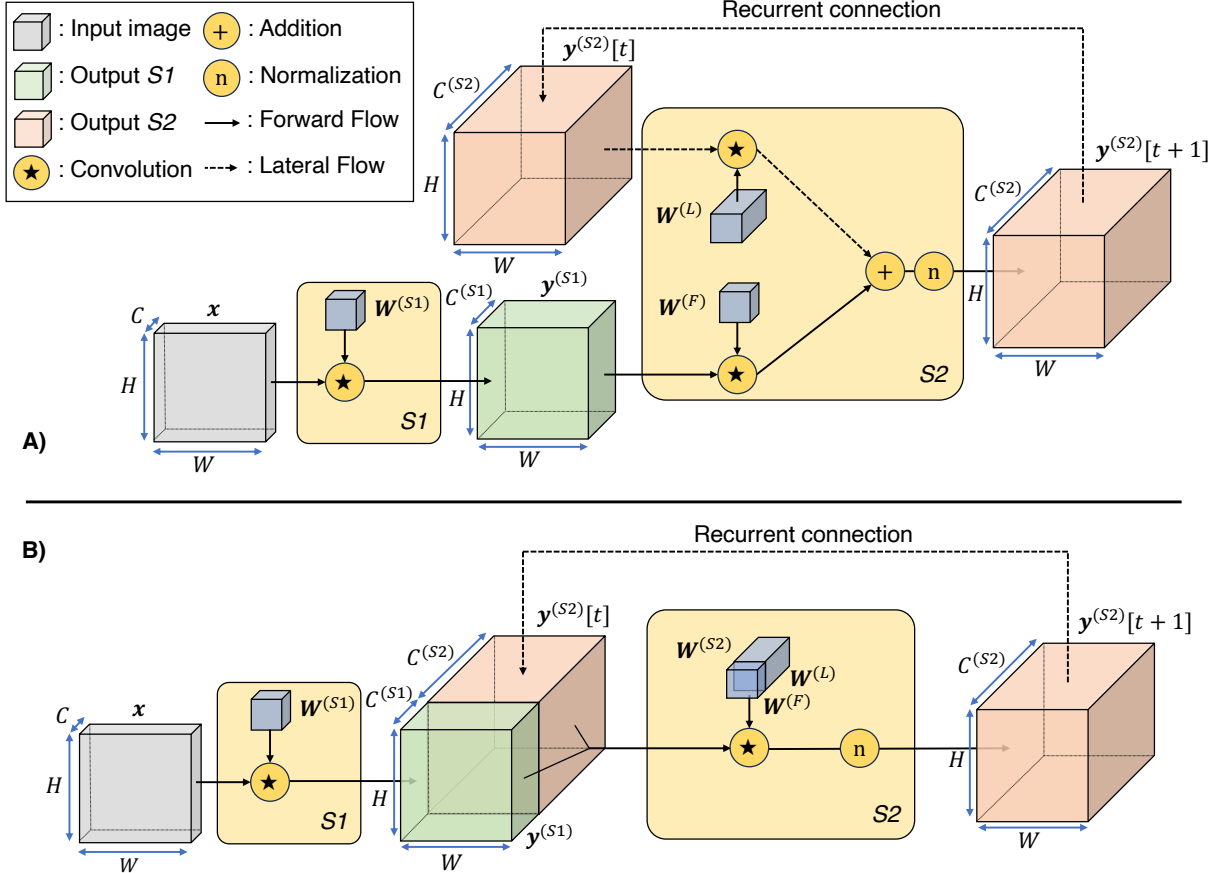 : Input image
: Addition
: Output S1
n : Normalization
: Output S2
: Forward Flow
: Convolution
: Lateral Flow
Recurrent connection
y^(S2)[t]
C^(S2)
H
W
W^(L)
W^(F)
+
n
S2
y^(S2)[t + 1]
C^(S2)
H
W
C
x
H
W
W^(S1)
S1
C^(S1)
y^(S1)
H
W
A)
B)
Recurrent connection
y^(S2)[t]
C^(S2)
C^(S1)
H
W
y^(S1)
C
x
H
W
W^(S1)
S1
W^(S2)
W^(L)
W^(F)
n
S2
y^(S2)[t + 1]
C^(S2)
H
W